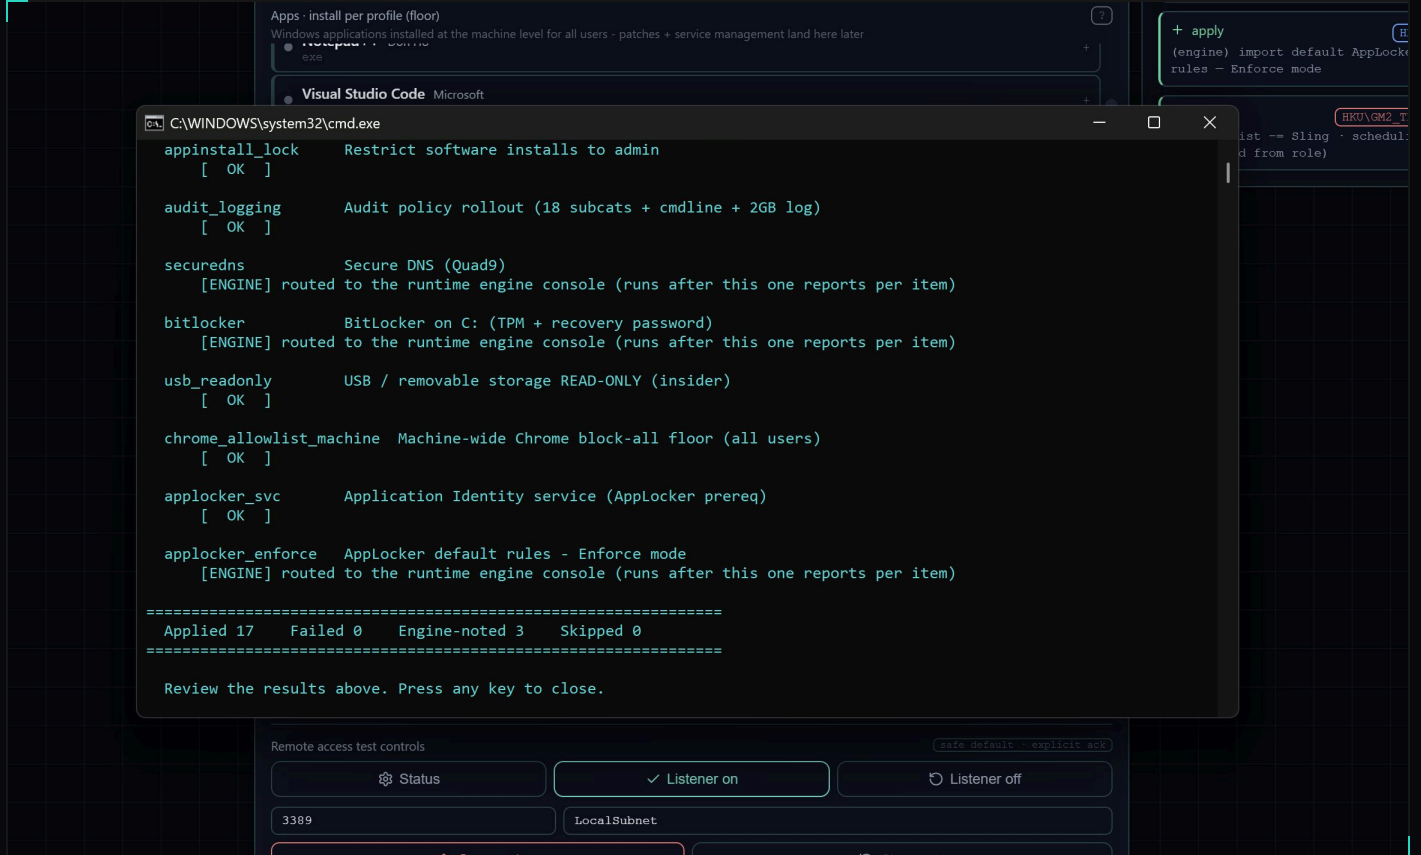 Apps · install per profile (floor)
?
Windows applications installed at the machine level for all users - patches + service management land here later
exe
Visual Studio Code Microsoft
+ apply
(engine) import default AppLocke
rules — Enforce mode
HKU\GM2_T
ist -= Sling · scheduli
d from role)
C:\WINDOWS\system32\cmd.exe
appinstall_lock Restrict software installs to admin
[ OK ]
audit_logging Audit policy rollout (18 subcats + cmdline + 2GB log)
[ OK ]
securedns Secure DNS (Quad9)
[ENGINE] routed to the runtime engine console (runs after this one reports per item)
bitlocker BitLocker on C: (TPM + recovery password)
[ENGINE] routed to the runtime engine console (runs after this one reports per item)
usb_readonly USB / removable storage READ-ONLY (insider)
[ OK ]
chrome_allowlist_machine Machine-wide Chrome block-all floor (all users)
[ OK ]
applocker_svc Application Identity service (AppLocker prereq)
[ OK ]
applocker_enforce AppLocker default rules - Enforce mode
[ENGINE] routed to the runtime engine console (runs after this one reports per item)
================================================================
Applied 17 Failed 0 Engine-noted 3 Skipped 0
================================================================
Review the results above. Press any key to close.
Remote access test controls
safe default · explicit ack
Status
Listener on
Listener off
3389
LocalSubnet